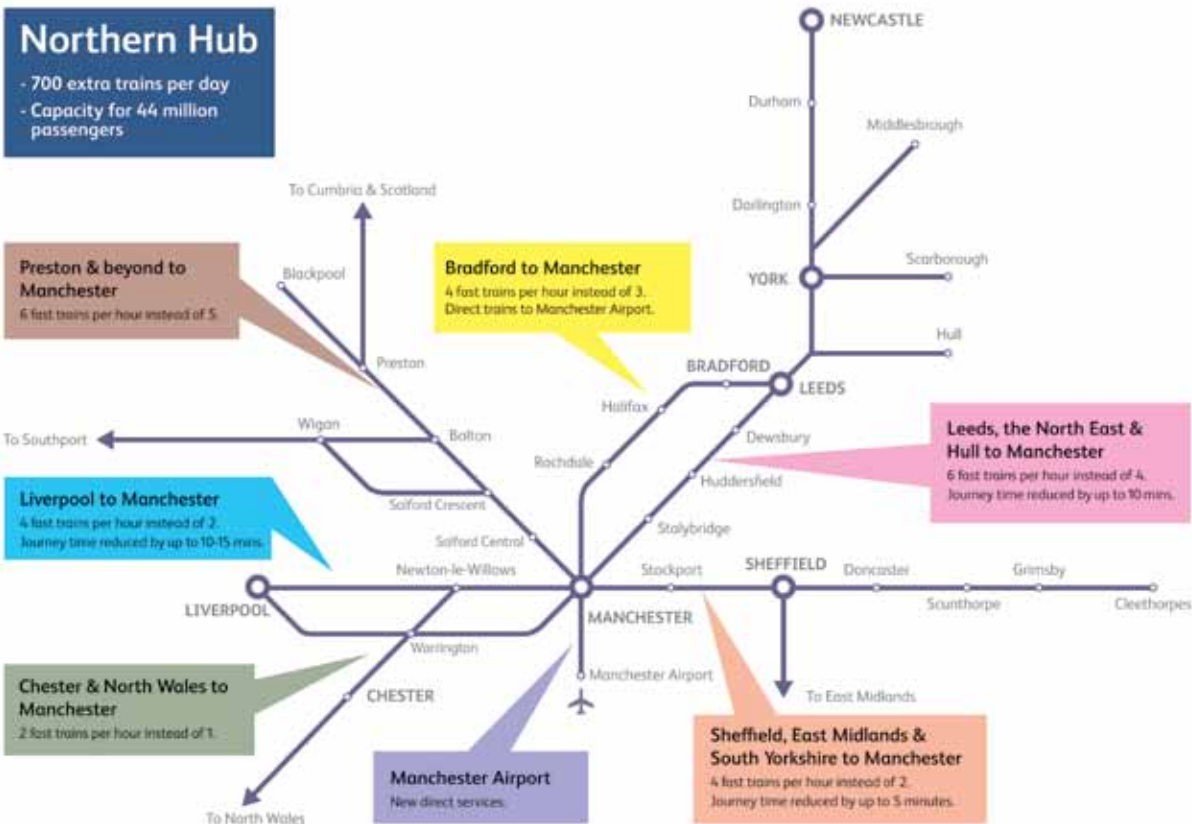 Northern Hub
- 700 extra trains per day
- Capacity for 44 million
passengers
NEWCASTLE
Durham
Middlesbrough
Darlington
To Cumbria & Scotland
Preston & beyond to
Manchester
6 fast trains per hour instead of 5.
Blackpool
Bradford to Manchester
4 fast trains per hour instead of 3.
Direct trains to Manchester Airport.
YORK
Scarborough
Hull
Preston
BRADFORD
LEEDS
Halifax
To Southport
Wigan
Bolton
Dewsbury
Leeds, the North East &
Hull to Manchester
6 fast trains per hour instead of 4.
Journey time reduced by up to 10 mins.
Rochdale
Huddersfield
Liverpool to Manchester
4 fast trains per hour instead of 2.
Journey time reduced by up to 10-15 mins.
Salford Crescent
Stalybridge
Salford Central
Newton-le-Willows
Stockport
SHEFFIELD
Doncaster
Grimsby
LIVERPOOL
MANCHESTER
Scunthorpe
Cleethorpes
Warrington
Manchester Airport
Chester & North Wales to
Manchester
2 fast trains per hour instead of 1.
CHESTER
To East Midlands
Sheffield, East Midlands &
South Yorkshire to Manchester
4 fast trains per hour instead of 2.
Journey time reduced by up to 5 minutes.
Manchester Airport
New direct services.
To North Wales